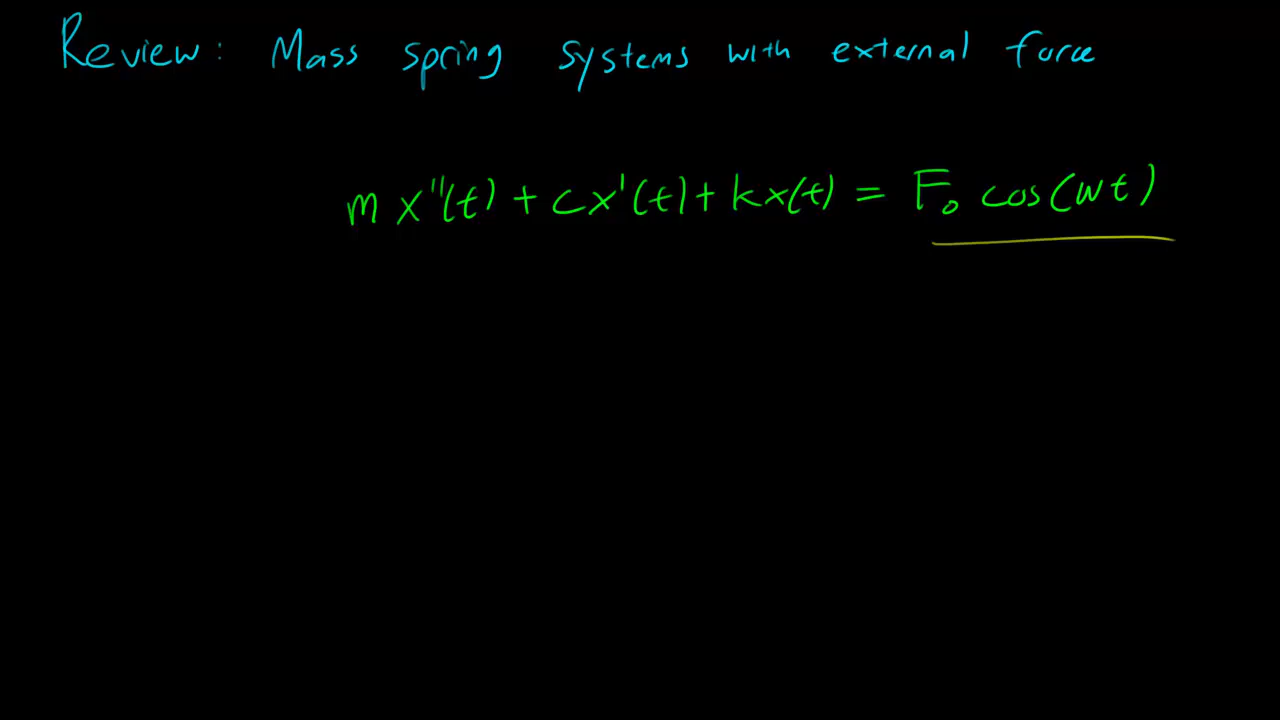 Review: Mass spring systems with external force
m x''(t) + cx'(t) + kx(t) = F₀ cos(wt)